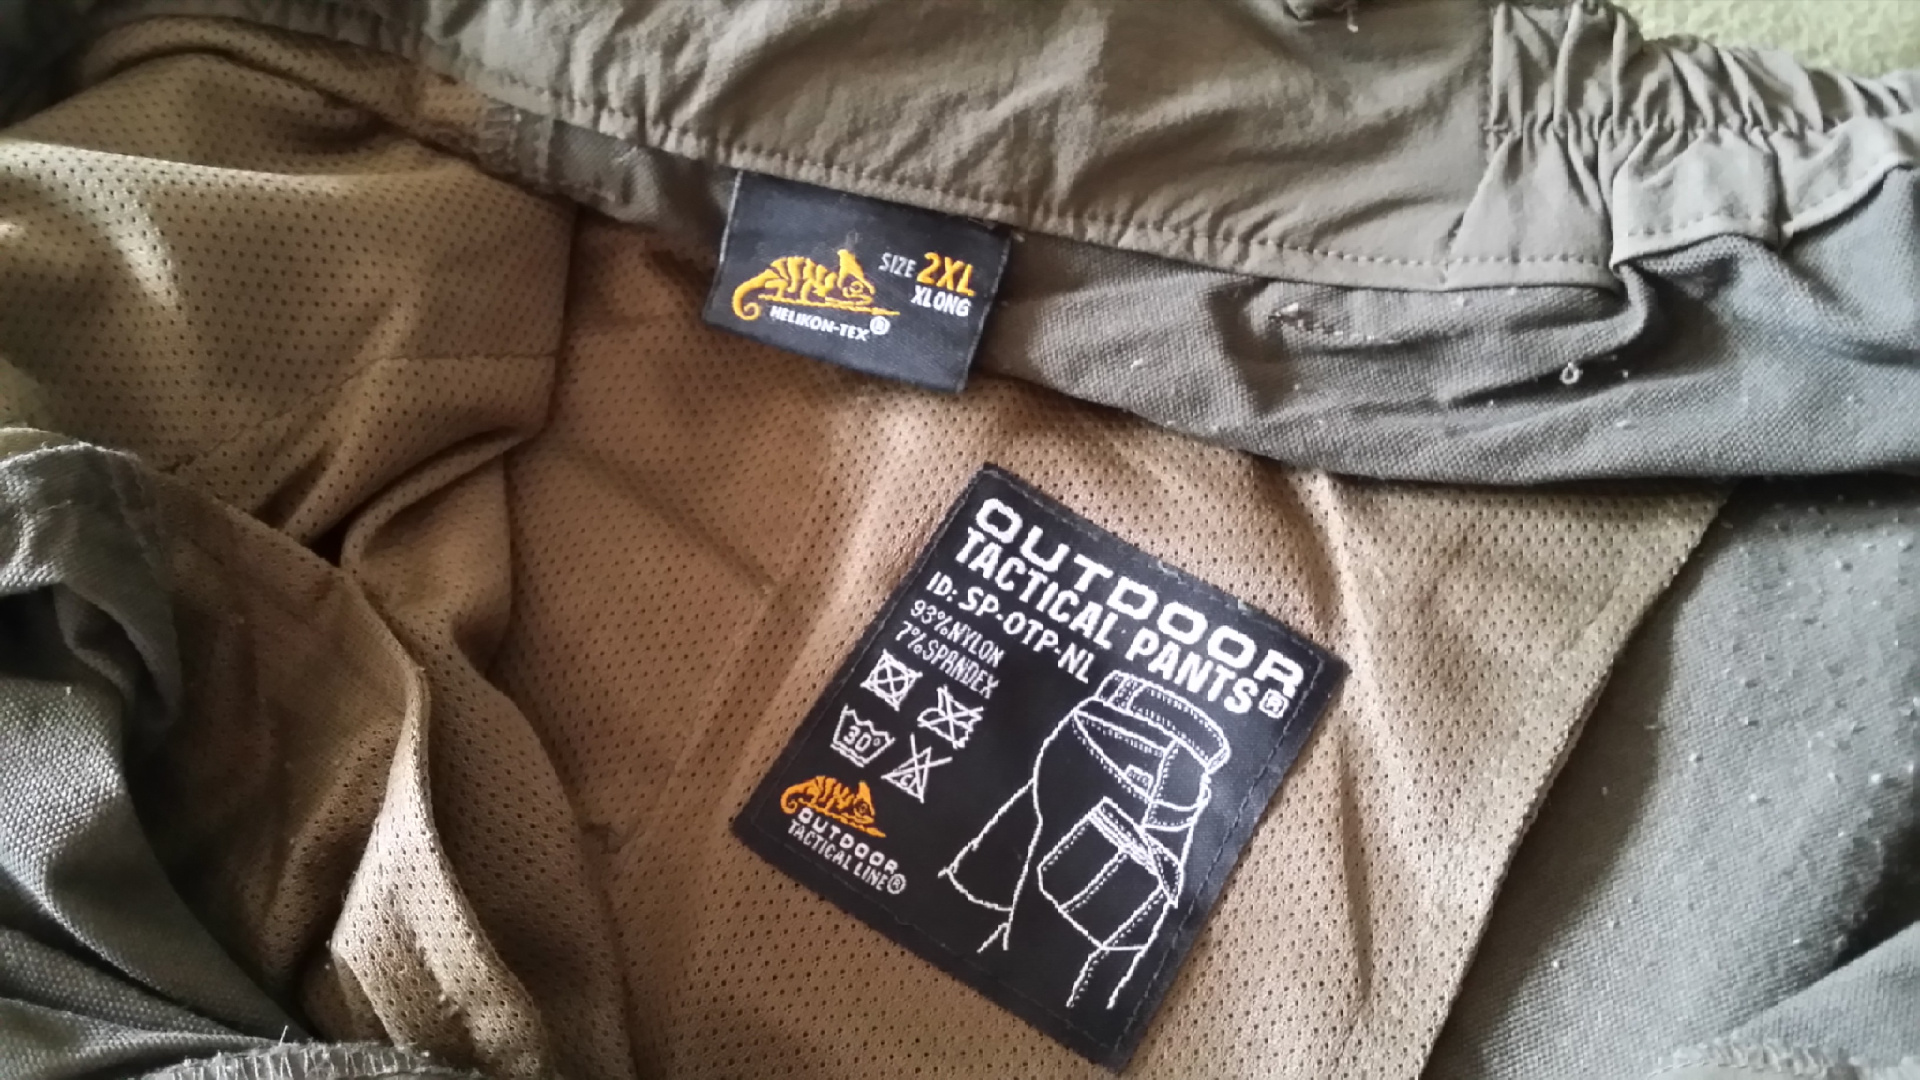 SIZE 2XL
XLONG
HELIKON-TEX®
OUTDOOR
TACTICAL PANTS®
ID: SP-OTP-NL
93%NYLON
7%SPANDEX
30°
CL
OUTDOOR
TACTICAL LINE®